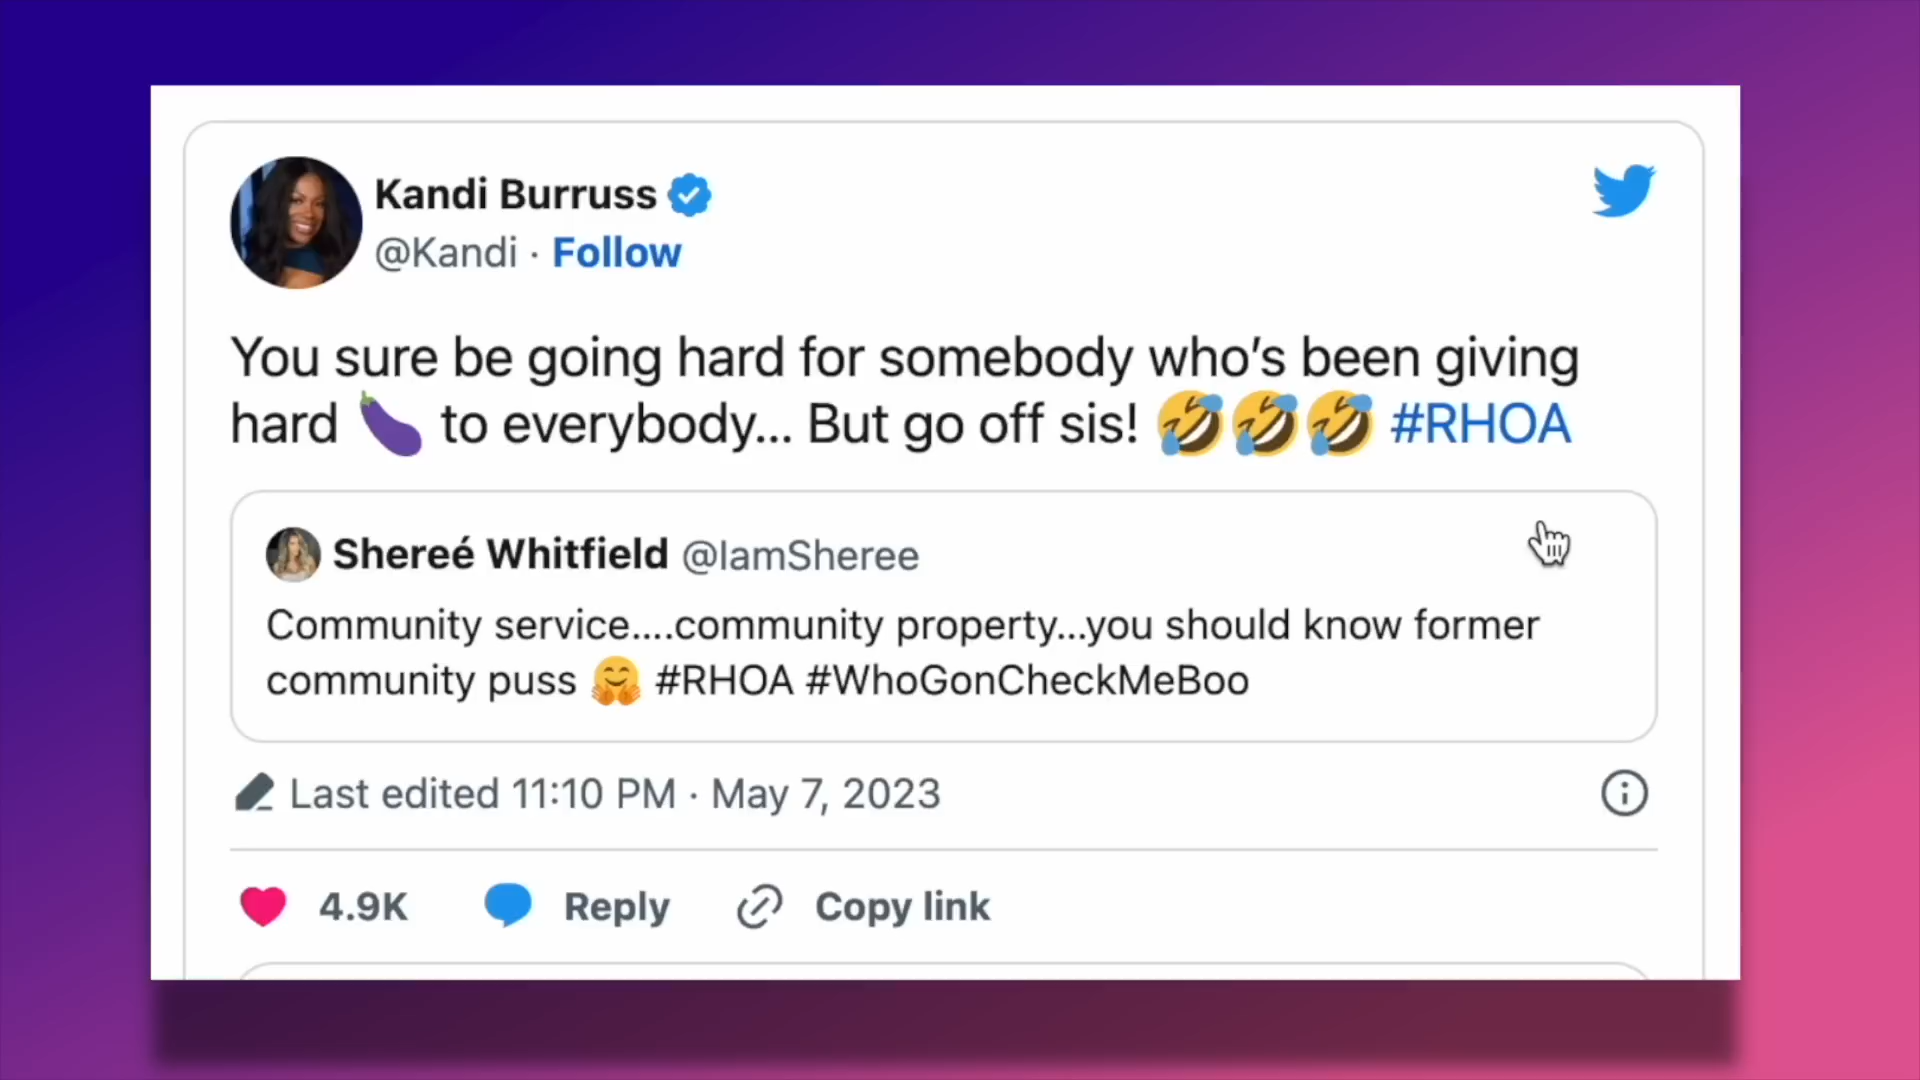 Kandi Burruss
@Kandi · Follow
You sure be going hard for somebody who's been giving
hard 🍆 to everybody... But go off sis! 🤣🤣🤣 #RHOA
Shereé Whitfield @IamSheree
Community service....community property...you should know former
community puss 🤗 #RHOA #WhoGonCheckMeBoo
Last edited 11:10 PM · May 7, 2023
4.9K Reply Copy link